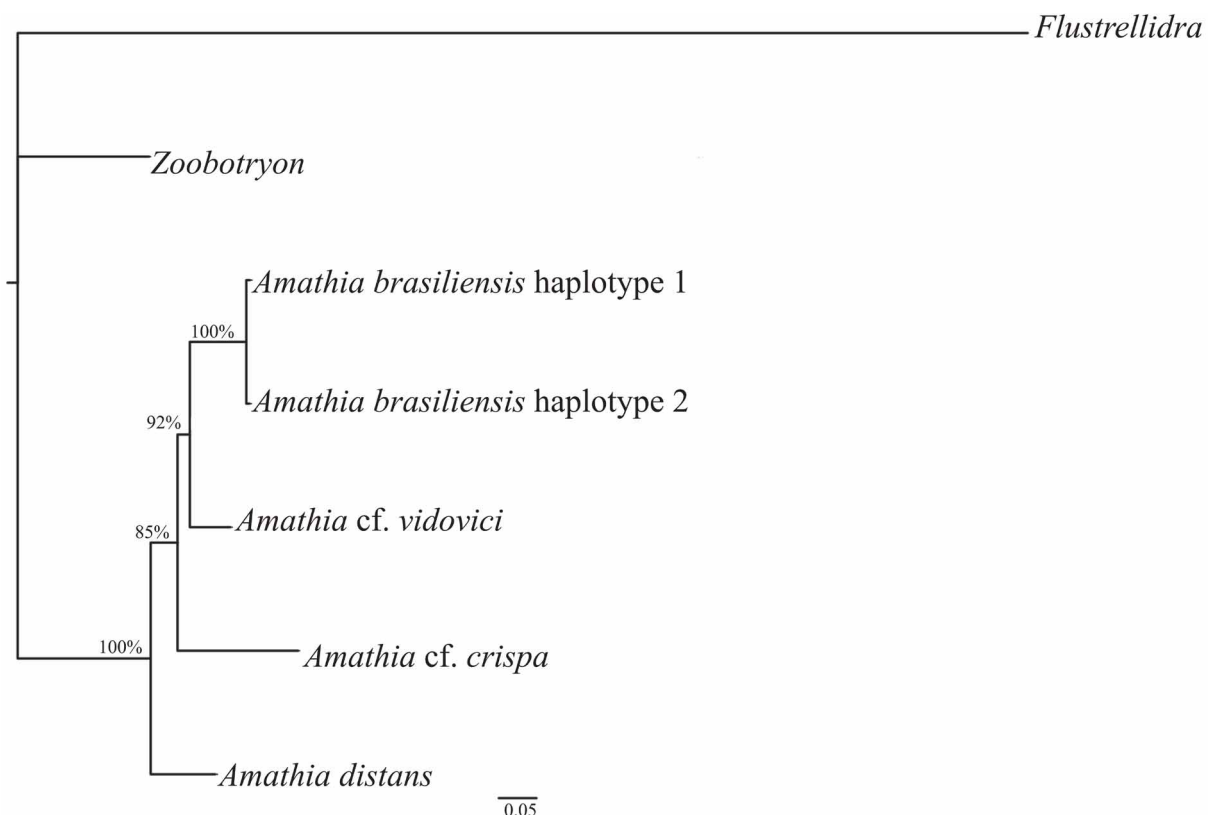 Flustrellidra
Zoobotryon
Amathia brasiliensis haplotype 1
100%
Amathia brasiliensis haplotype 2
92%
Amathia cf. vidovici
85%
100%
Amathia cf. crispa
Amathia distans
0.05